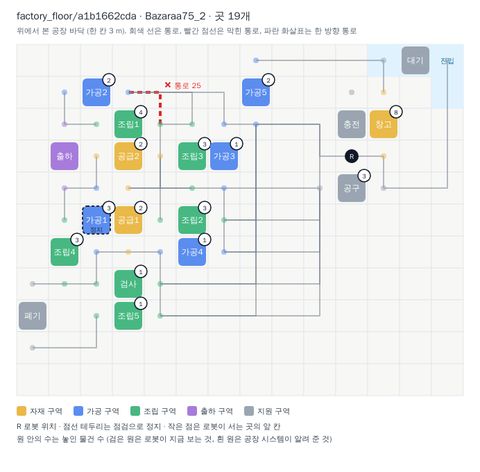 factory_floor/a1b1662cda · Bazaraa75_2 · 곳 19개
위에서 본 공장 바닥 (한 칸 3 m). 회색 선은 통로, 빨간 점선은 막힌 통로, 파란 화살표는 한 방향 통로
대기
전립
가공2 2
✕ 통로 25
가공5 2
조립1 4
충전
창고 8
출하
공급2 2
조립3 3
가공3 1
R
공구 3
가공1 3
정지
공급1 2
조립2 3
조립4 3
가공4 1
검사 1
폐기
조립5 1
자재 구역
가공 구역
조립 구역
출하 구역
지원 구역
R 로봇 위치 · 점선 테두리는 점검으로 정지 · 작은 점은 로봇이 서는 곳의 앞 칸
원 안의 수는 놓인 물건 수 (검은 원은 로봇이 지금 보는 것, 흰 원은 공장 시스템이 알려 준 것)